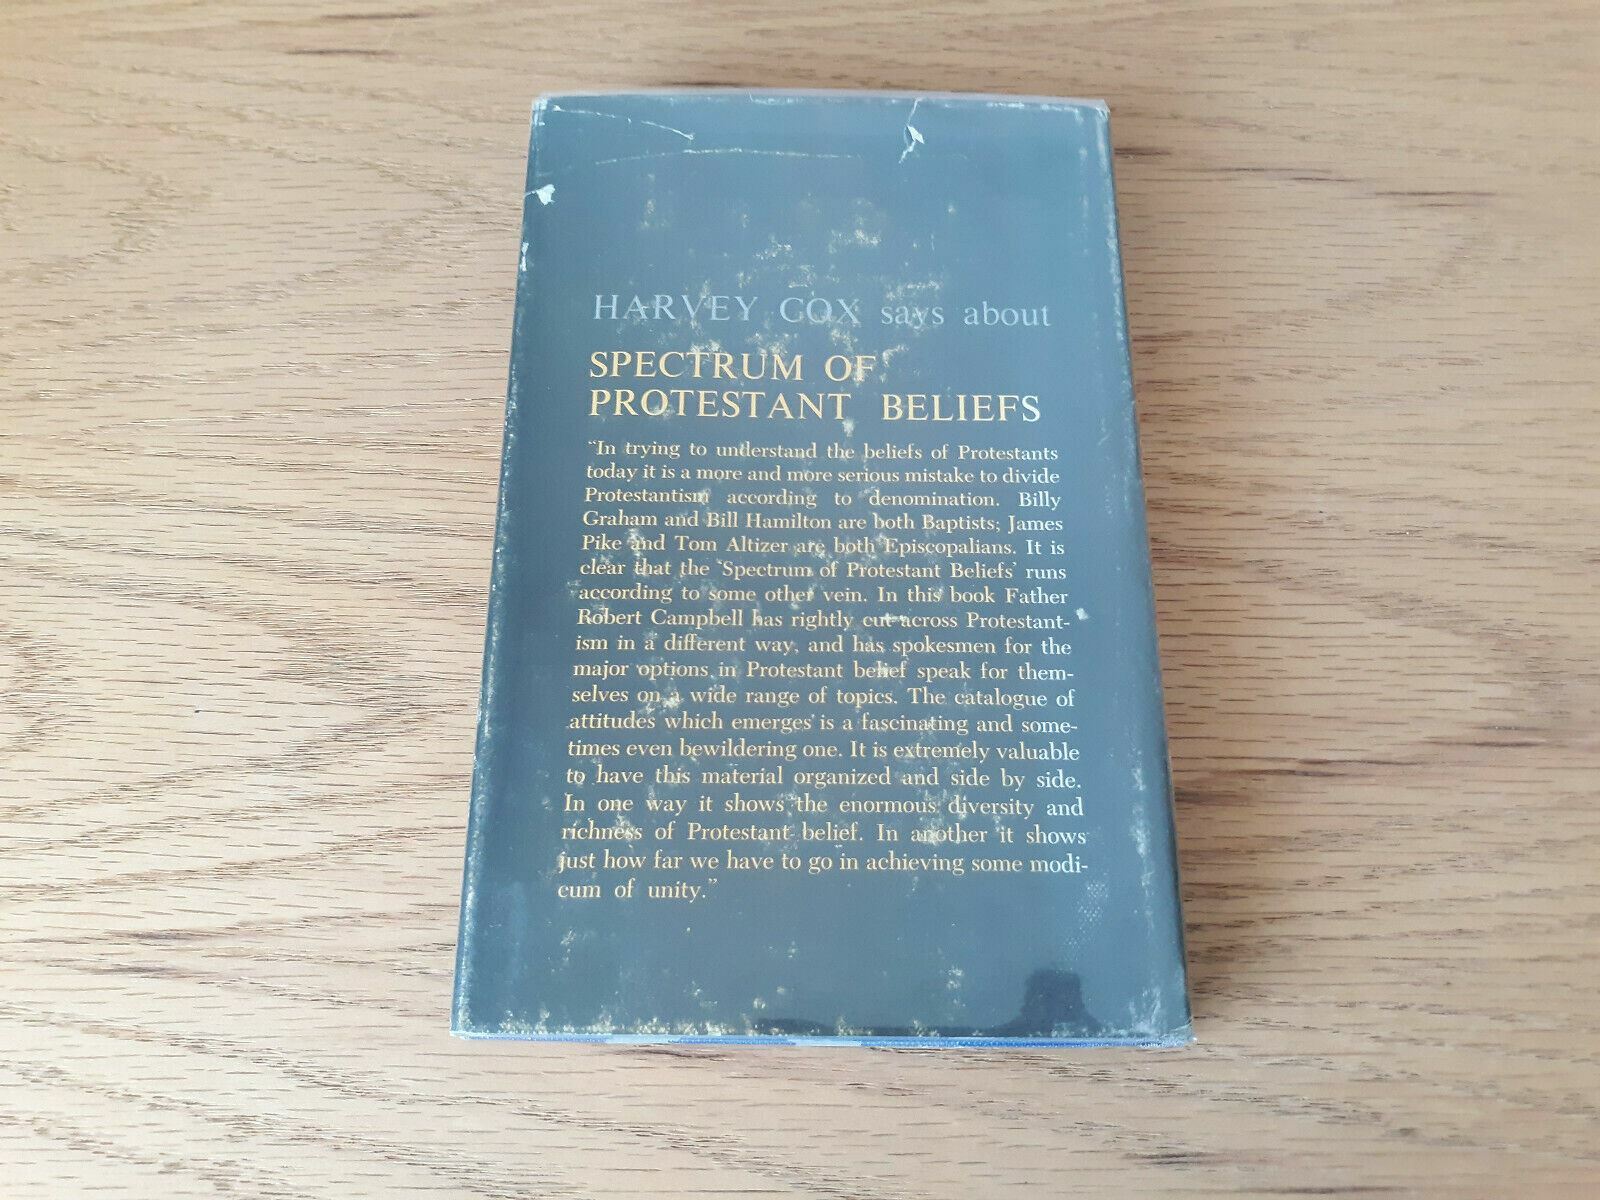 HARVEY COX says about
SPECTRUM OF
PROTESTANT BELIEFS
"In trying to understand the beliefs of Protestants
today it is a more and more serious mistake to divide
Protestantism according to denomination. Billy
Graham and Bill Hamilton are both Baptists; James
Pike and Tom Altizer are both Episcopalians. It is
clear that the 'Spectrum of Protestant Beliefs' runs
according to some other vein. In this book Father
Robert Campbell has rightly cut across Protestant-
ism in a different way, and has spokesmen for the
major options in Protestant belief speak for them-
selves on a wide range of topics. The catalogue of
attitudes which emerges is a fascinating and some-
times even bewildering one. It is extremely valuable
to have this material organized and side by side.
In one way it shows the enormous diversity and
richness of Protestant belief. In another it shows
just how far we have to go in achieving some modi-
cum of unity."